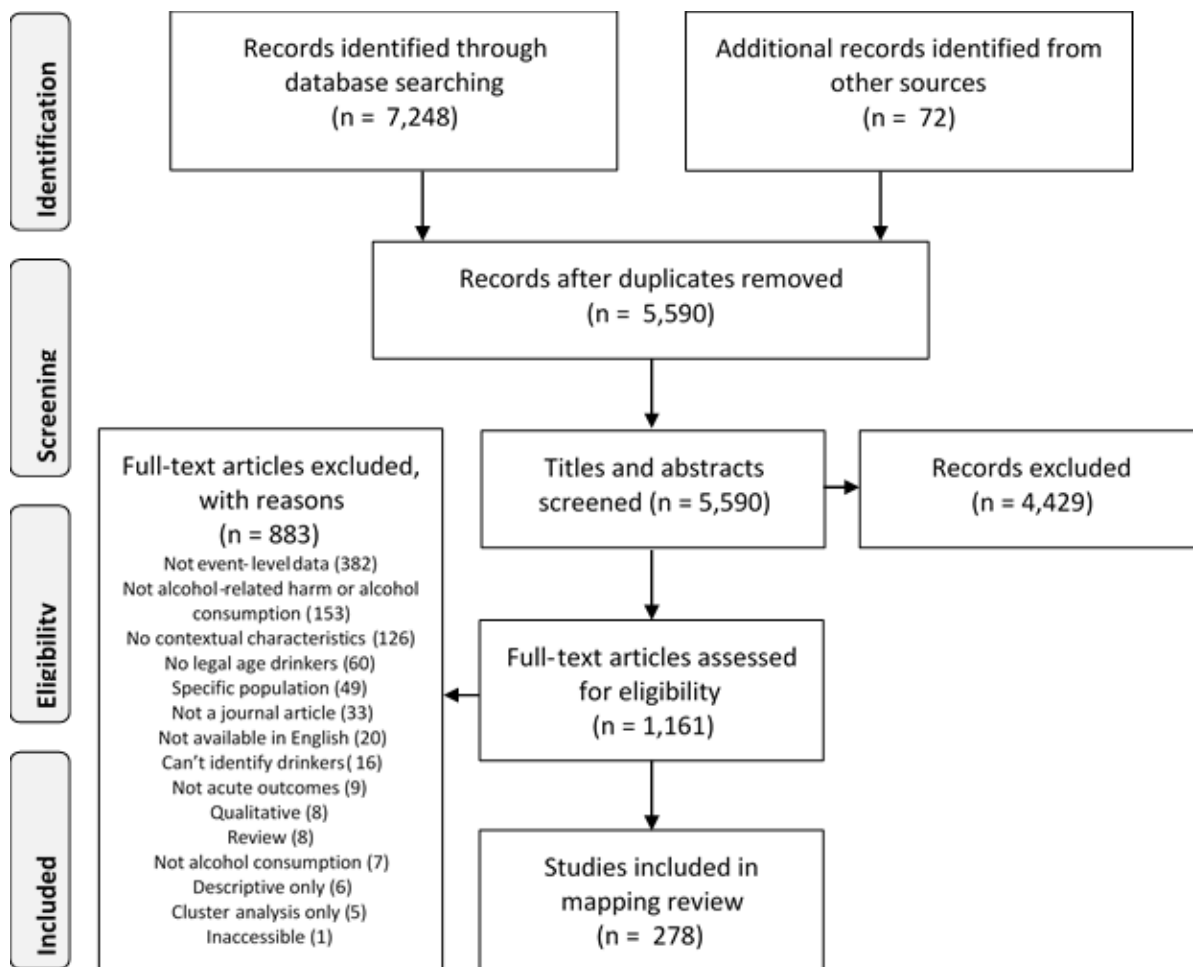 Identification
Records identified through
database searching
(n = 7,248)
Additional records identified from
other sources
(n = 72)
Records after duplicates removed
(n = 5,590)
Screening
Titles and abstracts
screened (n = 5,590)
Records excluded
(n = 4,429)
Full-text articles excluded,
with reasons
(n = 883)
Not event-level data (382)
Not alcohol-related harm or alcohol
consumption (153)
No contextual characteristics (126)
No legal age drinkers (60)
Specific population (49)
Not a journal article (33)
Not available in English (20)
Can't identify drinkers (16)
Not acute outcomes (9)
Qualitative (8)
Review (8)
Not alcohol consumption (7)
Descriptive only (6)
Cluster analysis only (5)
Inaccessible (1)
Eligibility
Full-text articles assessed
for eligibility
(n = 1,161)
Included
Studies included in
mapping review
(n = 278)